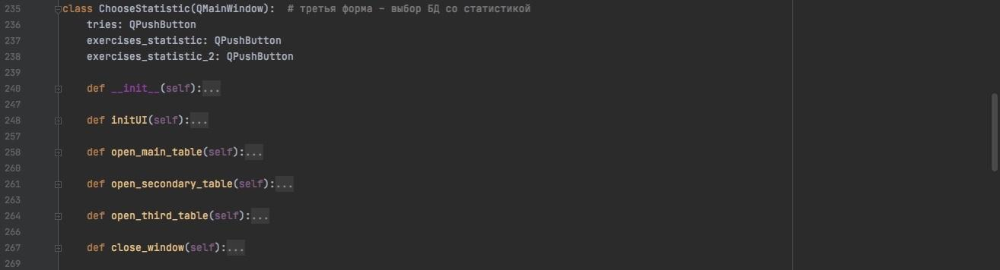 235 class ChooseStatistic(QMainWindow):  # третья форма - выбор БД со статистикой
236     tries: QPushButton
237     exercises_statistic: QPushButton
238     exercises_statistic_2: QPushButton
239
240     def __init__(self):...
247
248     def initUI(self):...
257
258     def open_main_table(self):...
260
261     def open_secondary_table(self):...
263
264     def open_third_table(self):...
266
267     def close_window(self):...
269